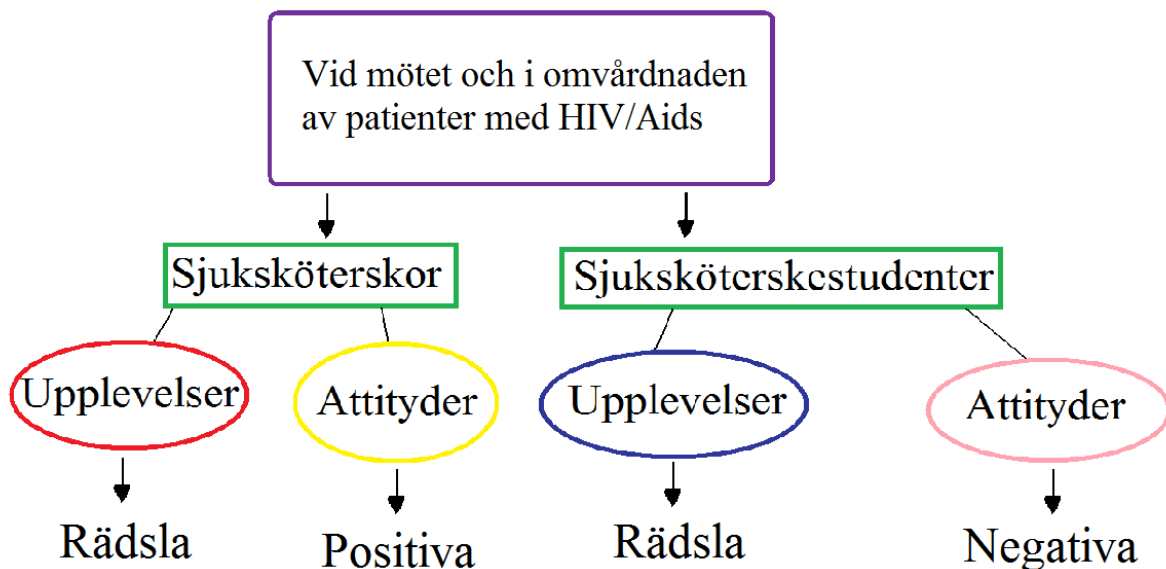 Vid mötet och i omvårdnaden
av patienter med HIV/Aids
Sjuksköterskor
Sjuksköterskestudenter
Upplevelser
Attityder
Upplevelser
Attityder
Rädsla
Positiva
Rädsla
Negativa